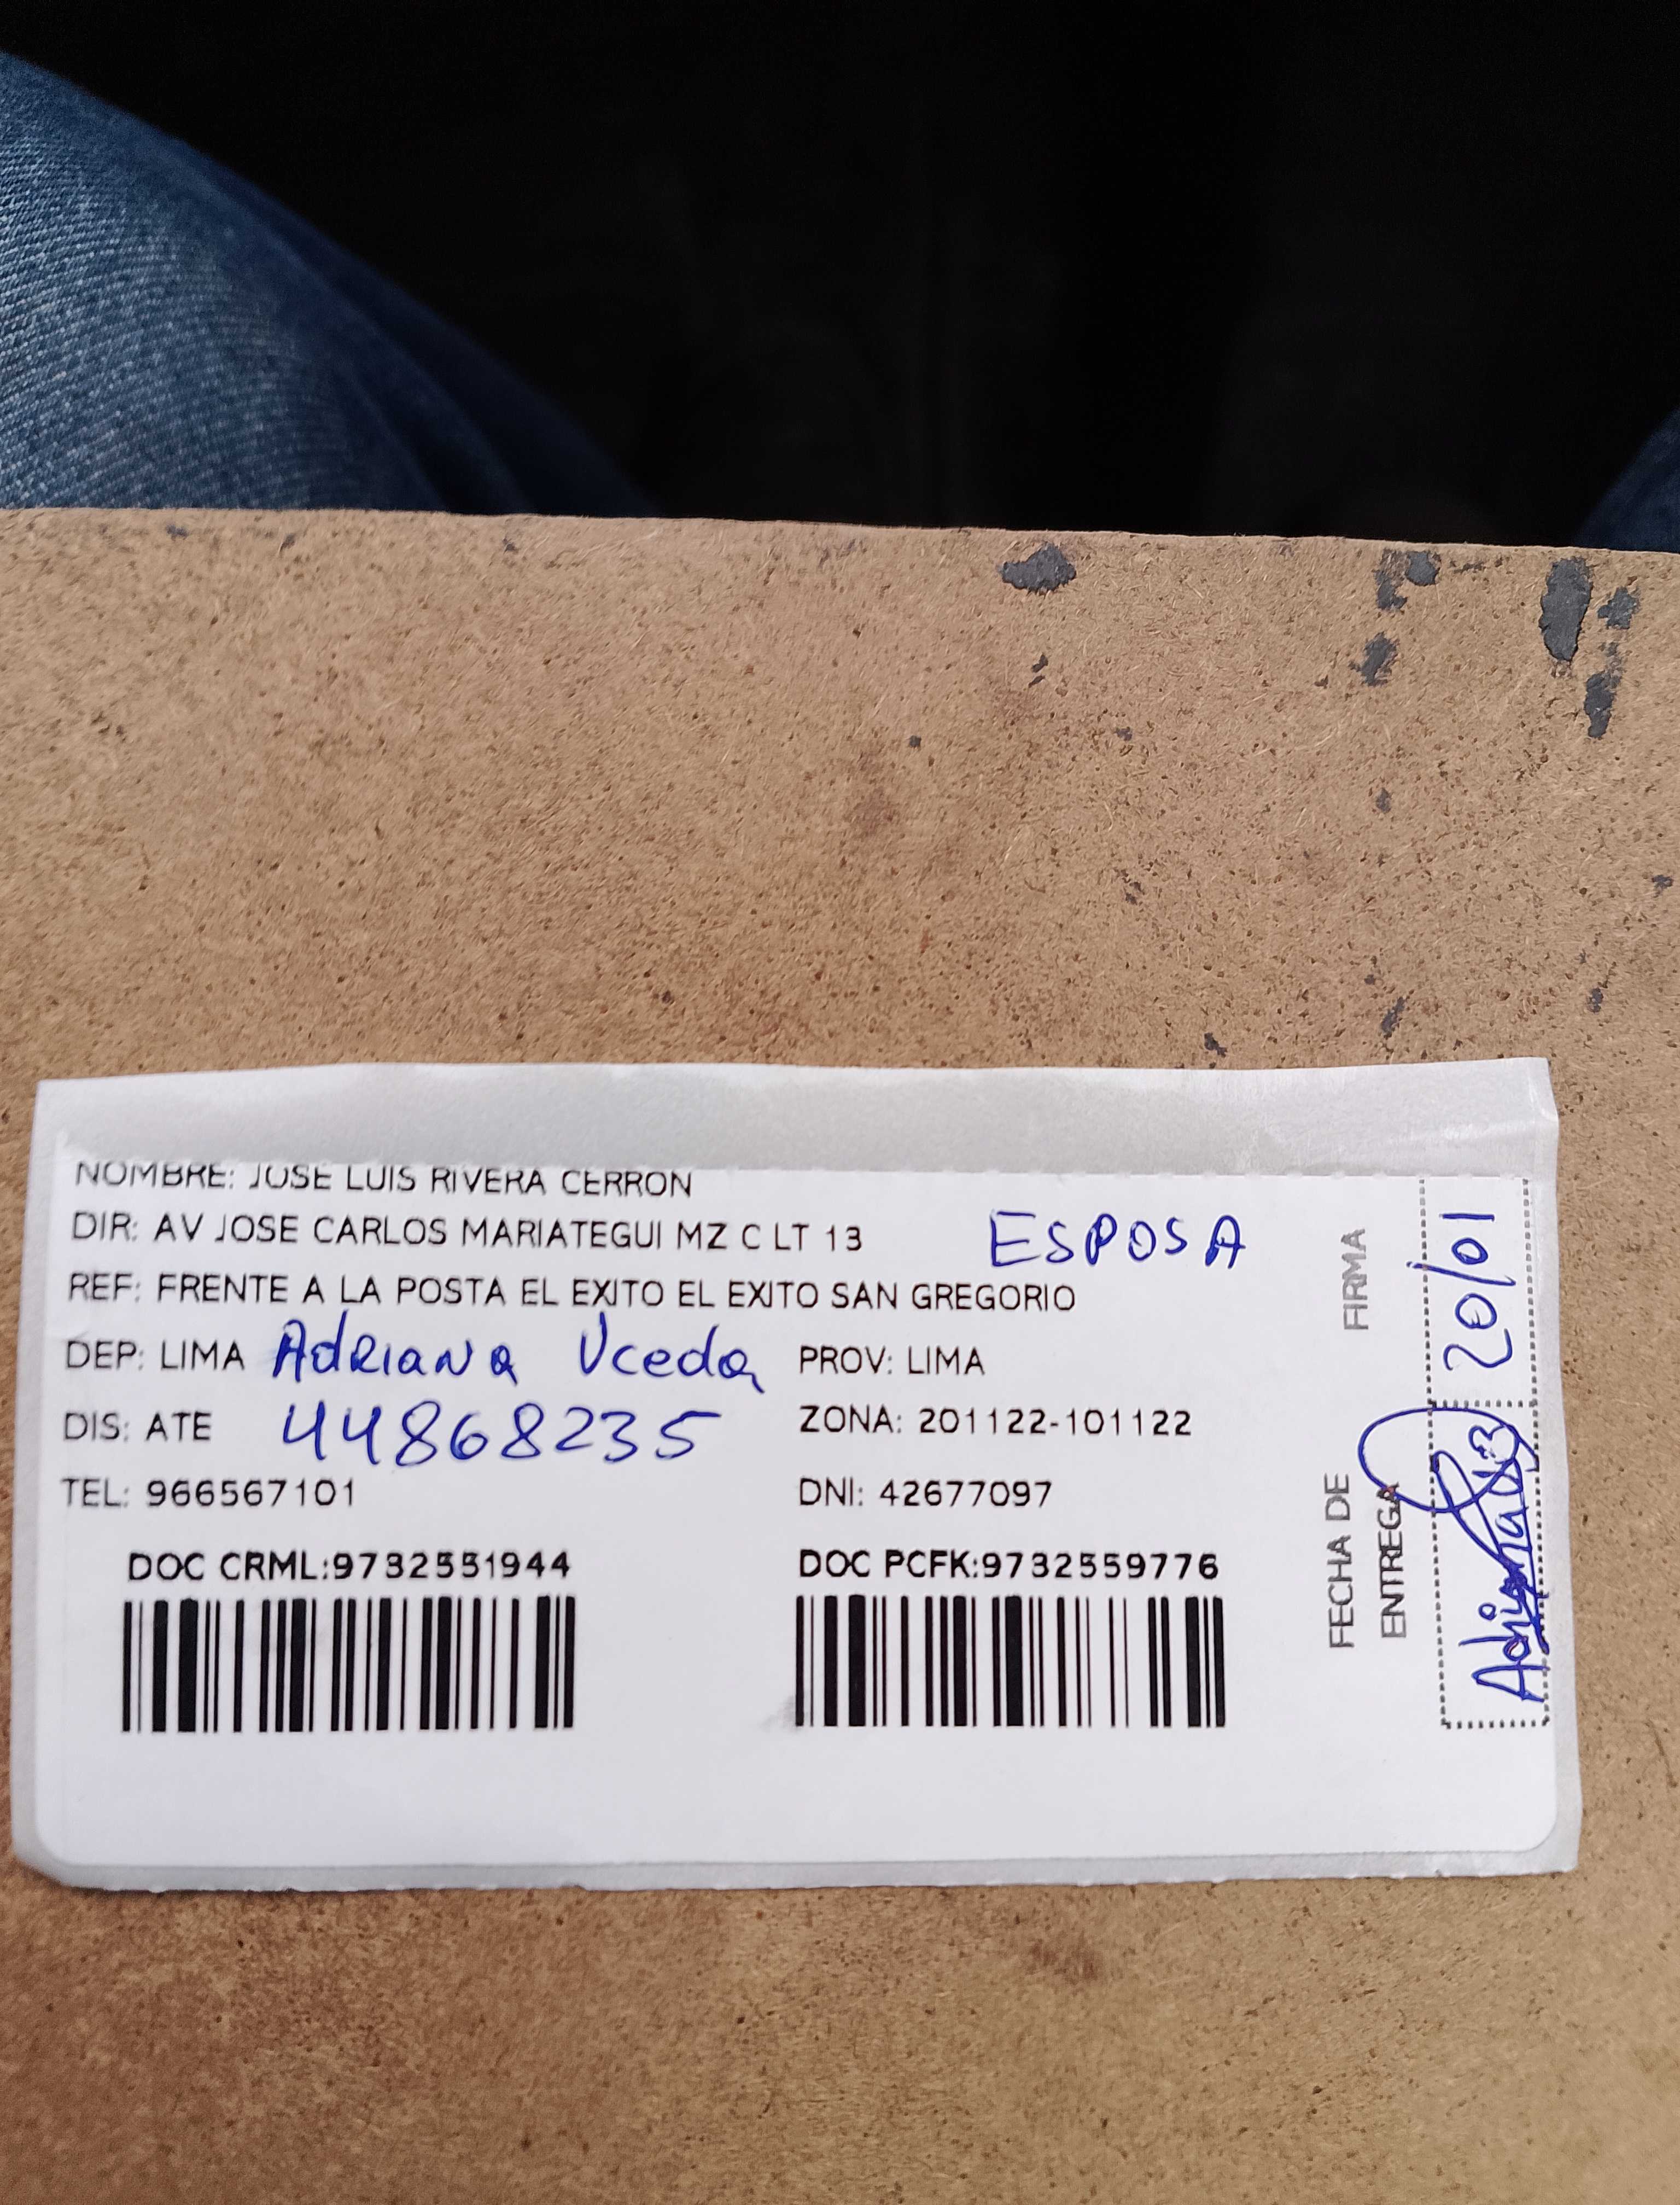 NOMBRE: JOSE LUIS RIVERA CERRON
DIR: AV JOSE CARLOS MARIATEGUI MZ C LT 13
ESPOSA
REF: FRENTE A LA POSTA EL EXITO EL EXITO SAN GREGORIO
DEP: LIMA Adriana Uceda PROV: LIMA
DIS: ATE 44868235 ZONA: 201122-101122
TEL: 966567101 DNI: 42677097
DOC CRML:9732551944 DOC PCFK:9732559776
FIRMA
20/01
FECHA DE
ENTREGA